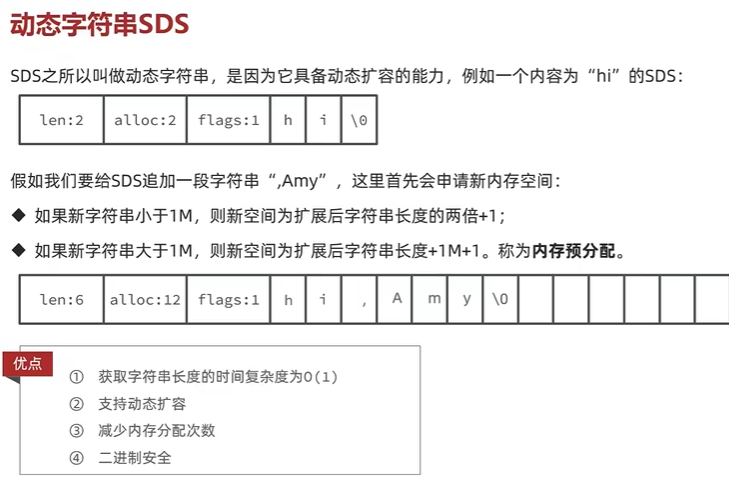 动态字符串SDS
SDS之所以叫做动态字符串，是因为它具备动态扩容的能力，例如一个内容为“hi”的SDS：
len:2 alloc:2 flags:1 h i \0
假如我们要给SDS追加一段字符串“,Amy”，这里首先会申请新内存空间：
◆ 如果新字符串小于1M，则新空间为扩展后字符串长度的两倍+1；
◆ 如果新字符串大于1M，则新空间为扩展后字符串长度+1M+1。称为内存预分配。
len:6 alloc:12 flags:1 h i , A m y \0
优点
① 获取字符串长度的时间复杂度为O(1)
② 支持动态扩容
③ 减少内存分配次数
④ 二进制安全